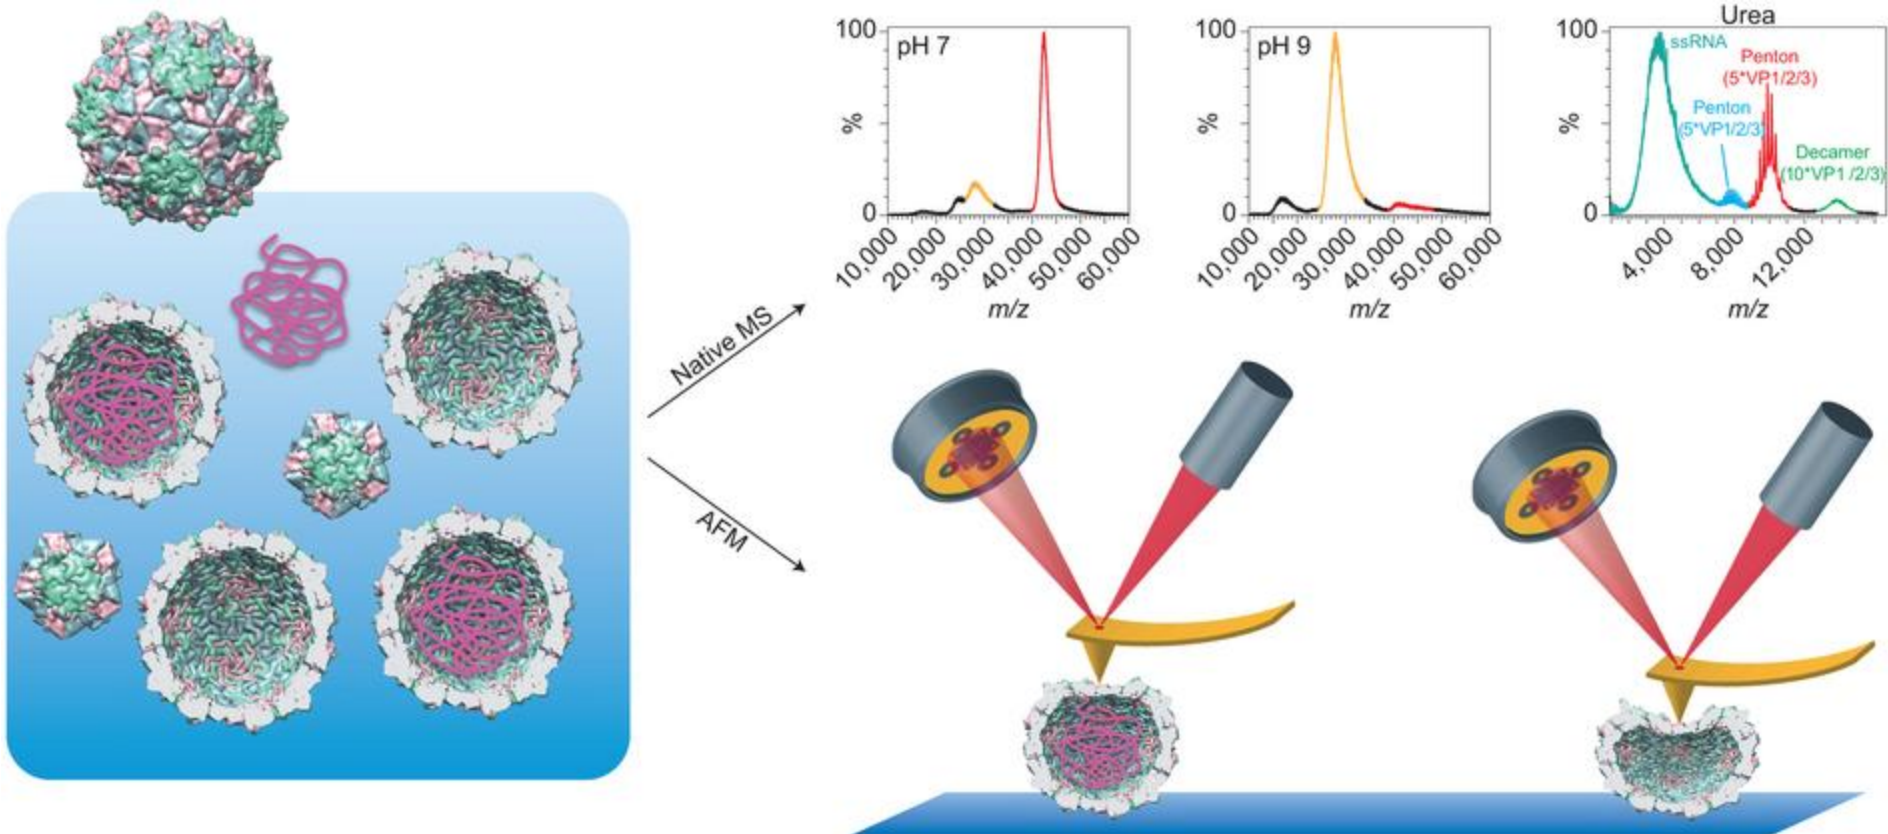 100
pH 7
%
0
10,000
20,000
30,000
40,000
50,000
60,000
m/z
100
pH 9
%
0
10,000
20,000
30,000
40,000
50,000
60,000
m/z
Urea
100
ssRNA
Penton
(5*VP1/2/3)
Penton
(5*VP1/2/3)
Decamer
(10*VP1 /2/3)
%
0
4,000
8,000
12,000
m/z
Native MS
AFM